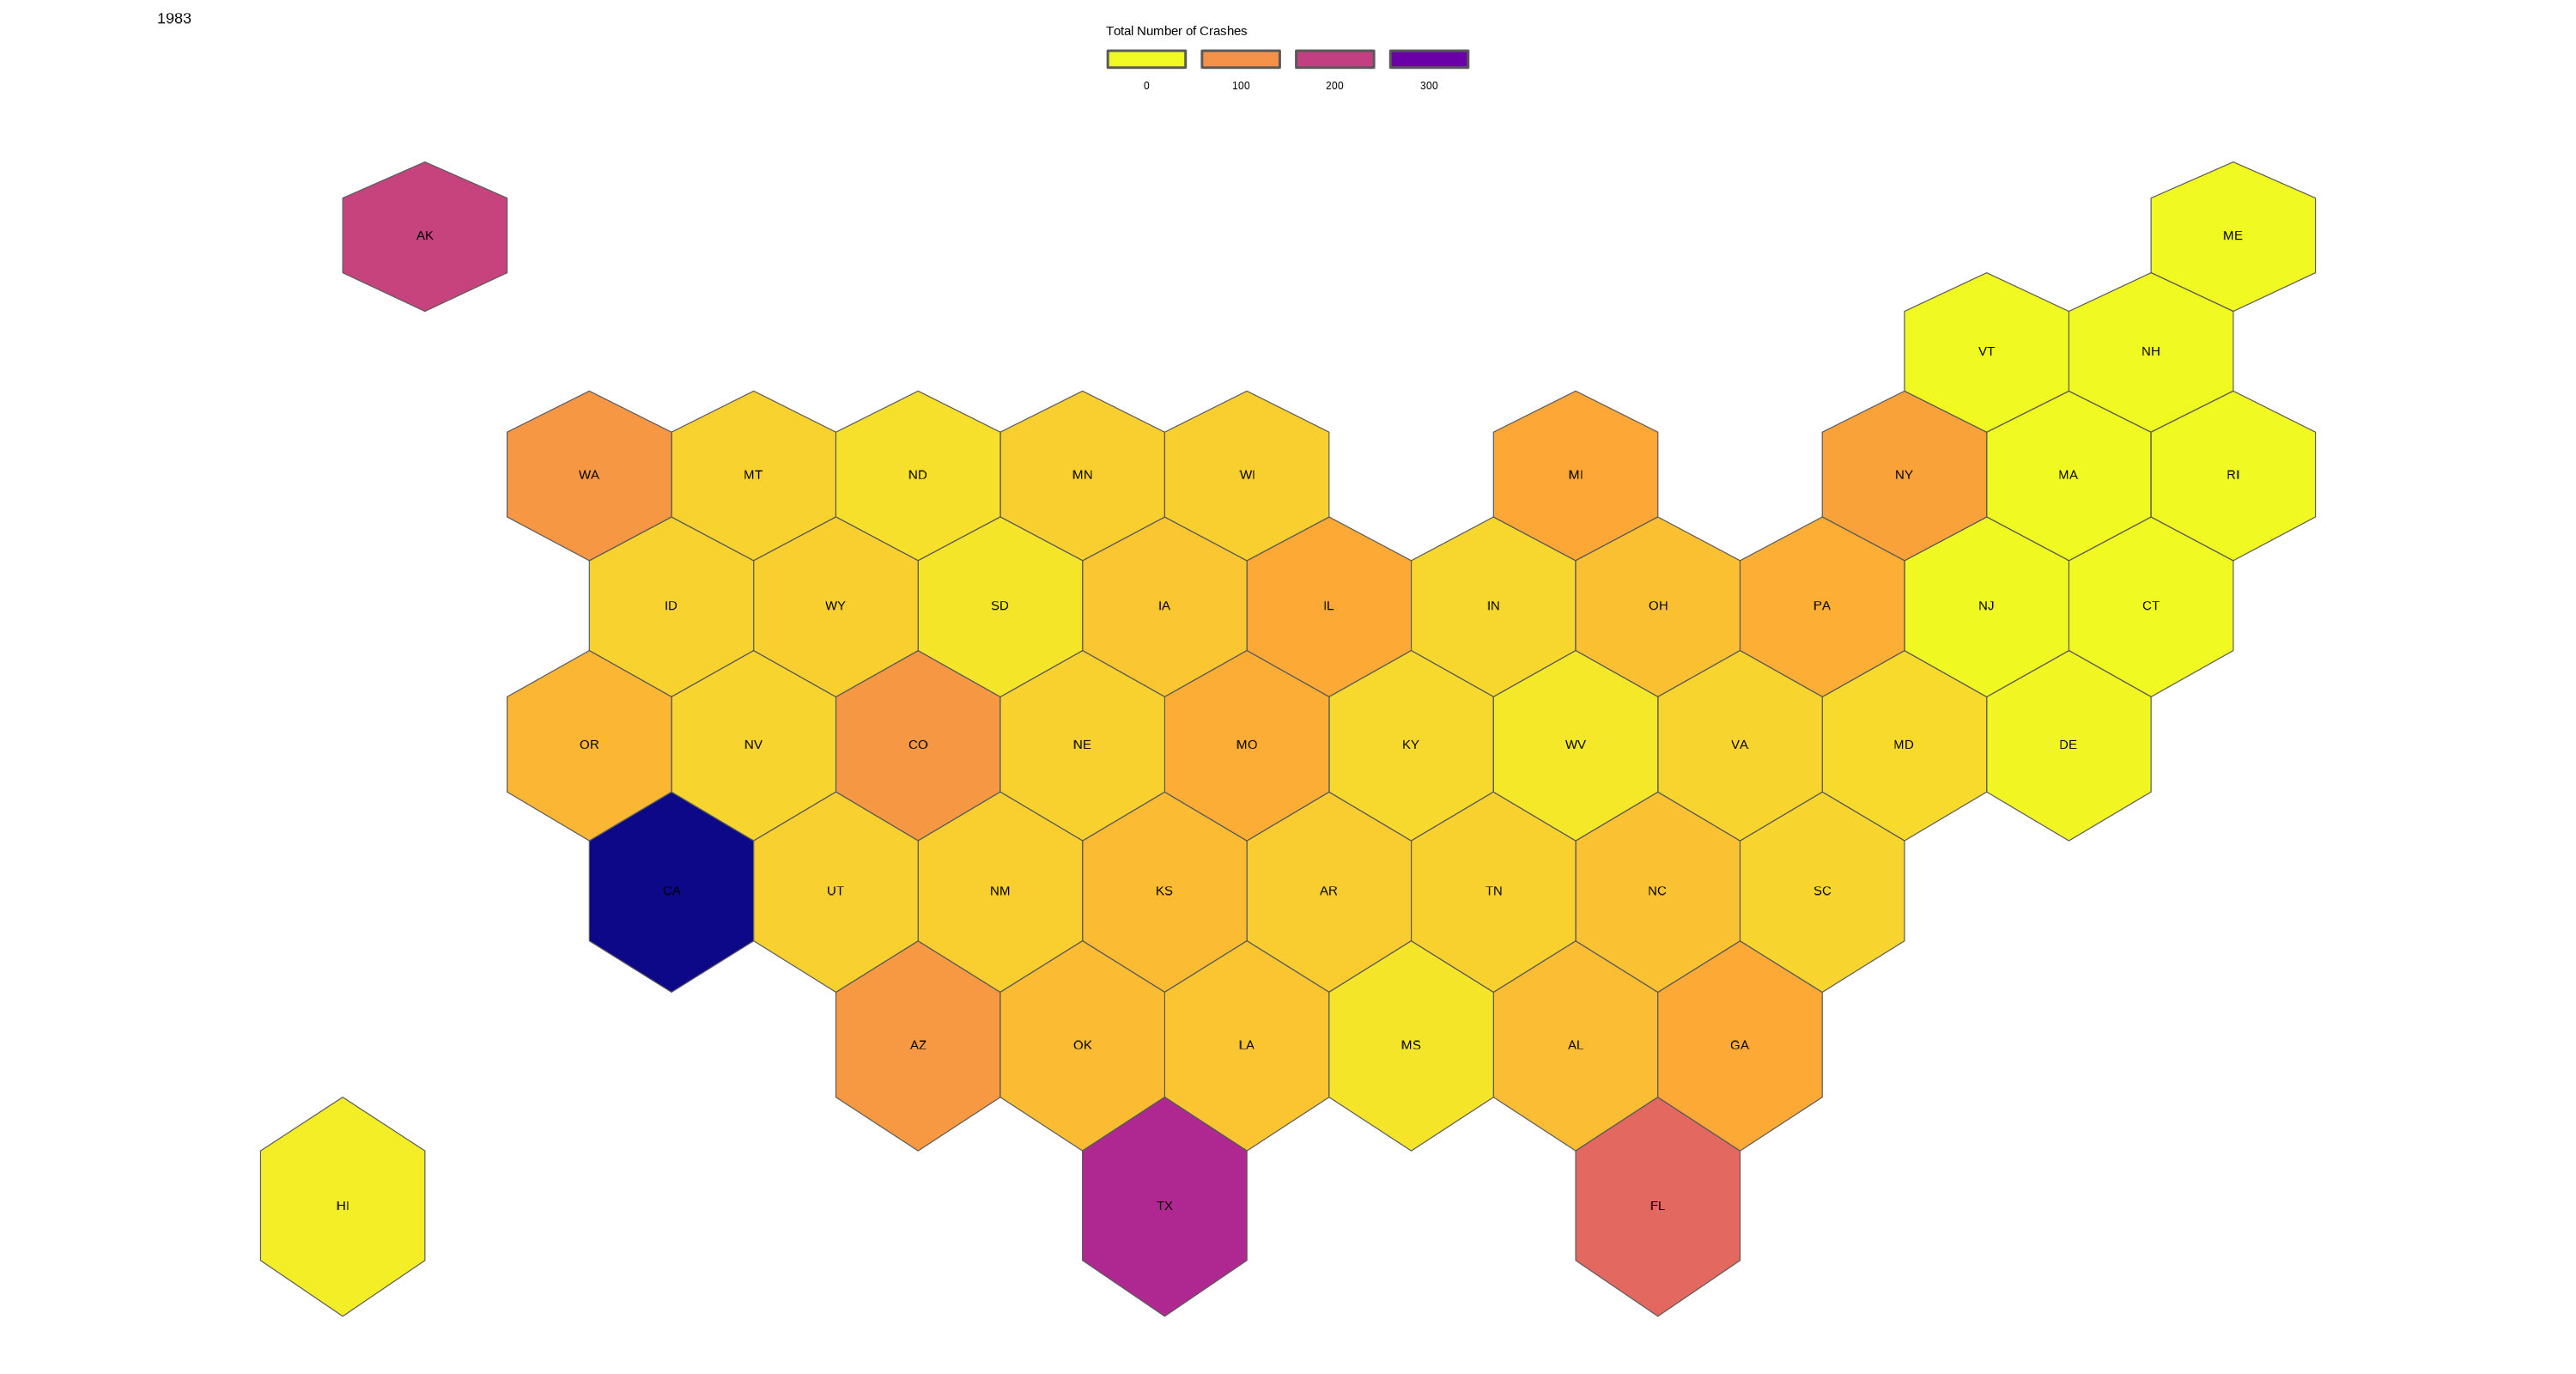 1983
Total Number of Crashes
0 100 200 300
AK ME
VT NH
WA MT ND MN WI MI NY MA RI
ID WY SD IA IL IN OH PA NJ CT
OR NV CO NE MO KY WV VA MD DE
CA UT NM KS AR TN NC SC
AZ OK LA MS AL GA
HI TX FL